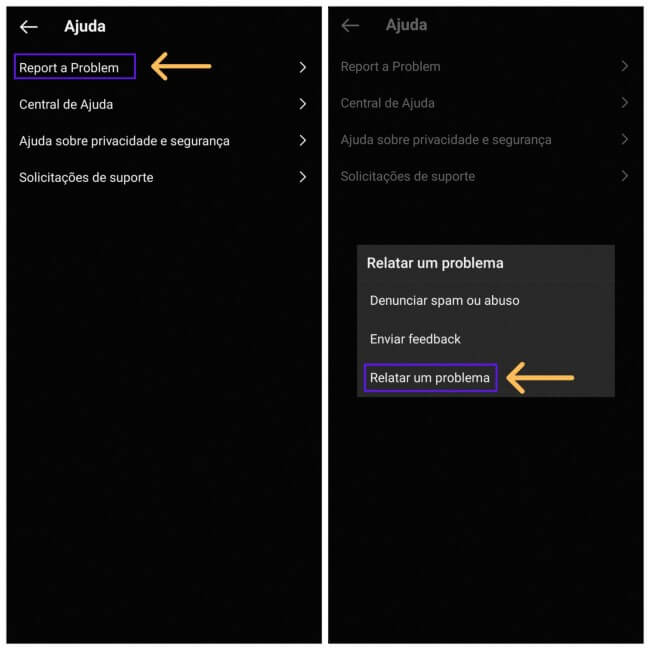 Ajuda
Report a Problem
Central de Ajuda
Ajuda sobre privacidade e segurança
Solicitações de suporte
Ajuda
Report a Problem
Central de Ajuda
Ajuda sobre privacidade e segurança
Solicitações de suporte
Relatar um problema
Denunciar spam ou abuso
Enviar feedback
Relatar um problema